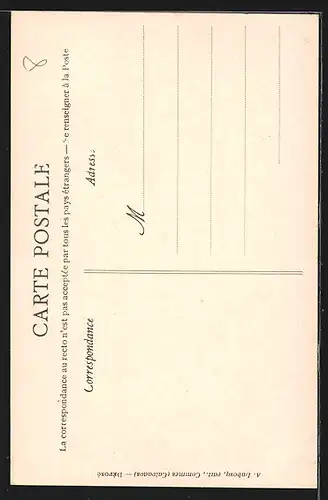 8
CARTE POSTALE
La correspondance au recto n'est pas acceptée par tous les pays étrangers — Se renseigner à la Poste
Correspondance
Adresse
M
A. Dubosq, édit., Commes (Calvados) — Déposé